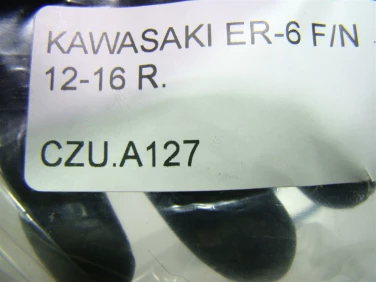 KAWASAKI ER-6 F/N
12-16 R.
CZU.A127